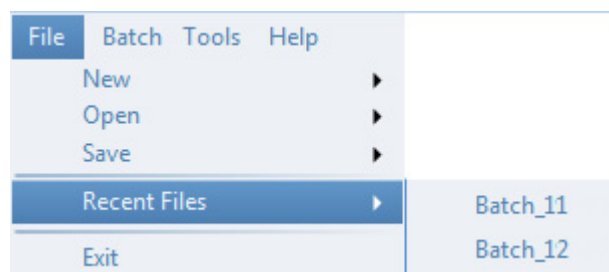 File Batch Tools Help
New
Open
Save
Recent Files
Batch_11
Batch_12
Exit